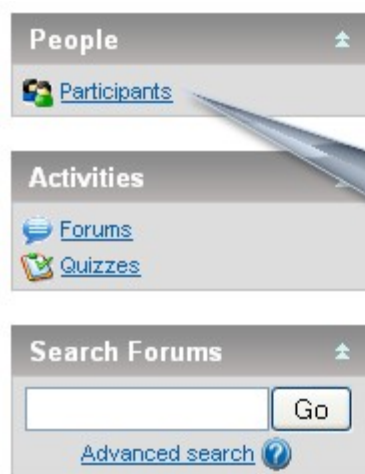 People
Participants
Activities
Forums
Quizzes
Search Forums
Go
Advanced search ?